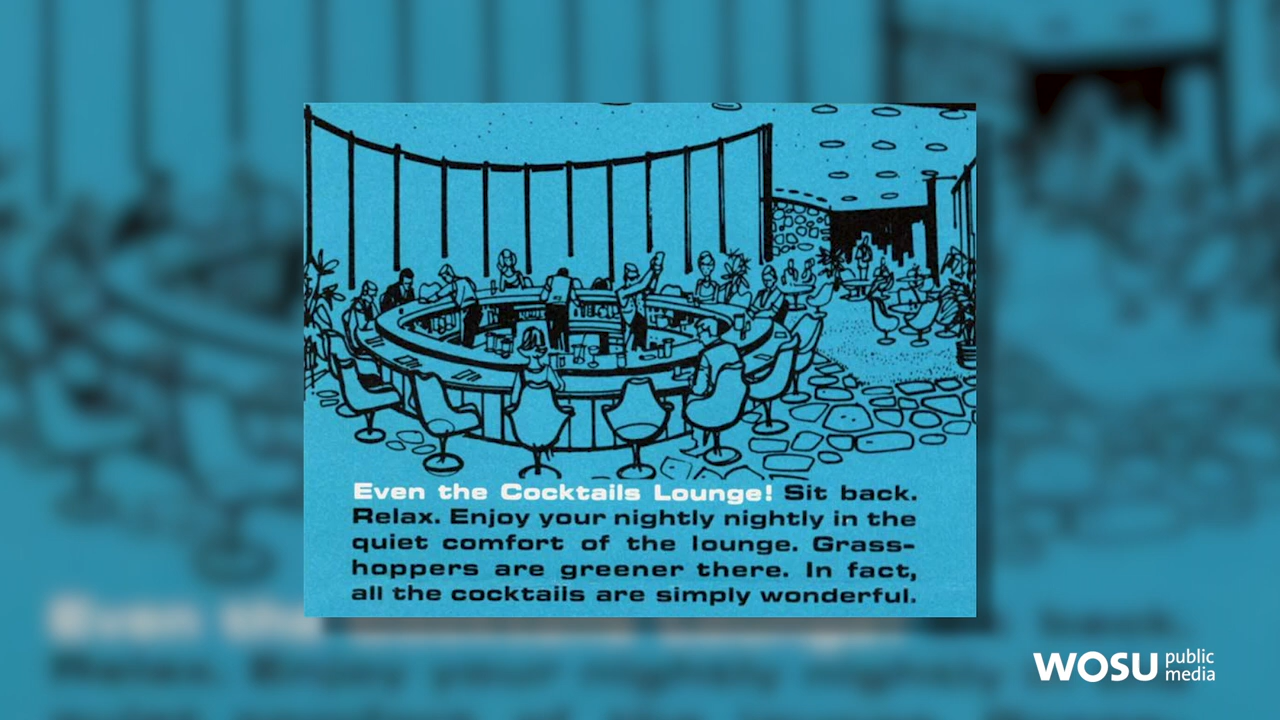 Even the Cocktails Lounge! Sit back.
Relax. Enjoy your nightly nightly in the
quiet comfort of the lounge. Grass-
hoppers are greener there. In fact,
all the cocktails are simply wonderful.
WOSU public
media